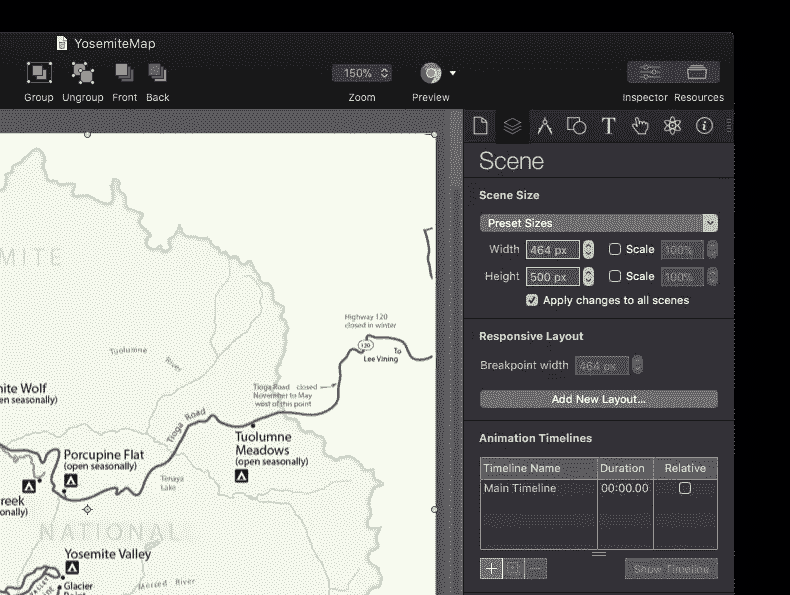 YosemiteMap
150%
Group Ungroup Front Back Zoom Preview Inspector Resources
Scene
Scene Size
Preset Sizes
Width 464 px Scale 100%
Height 500 px Scale 100%
Apply changes to all scenes
Responsive Layout
Breakpoint width 464 px
Add New Layout...
Animation Timelines
Timeline Name Duration Relative
Main Timeline 00:00.00
Show Timeline
MITE
Highway 120
closed in winter
120
To
Lee Vining
Tuolumne
River
ite Wolf
en seasonally)
Tioga Road closed
November to May
west of this point
Tioga Road
Tuolumne
Meadows
(open seasonally)
Porcupine Flat
(open seasonally)
Tenaya
Lake
reek
onally)
NATIONAL
Yosemite Valley
Glacier
Merced River